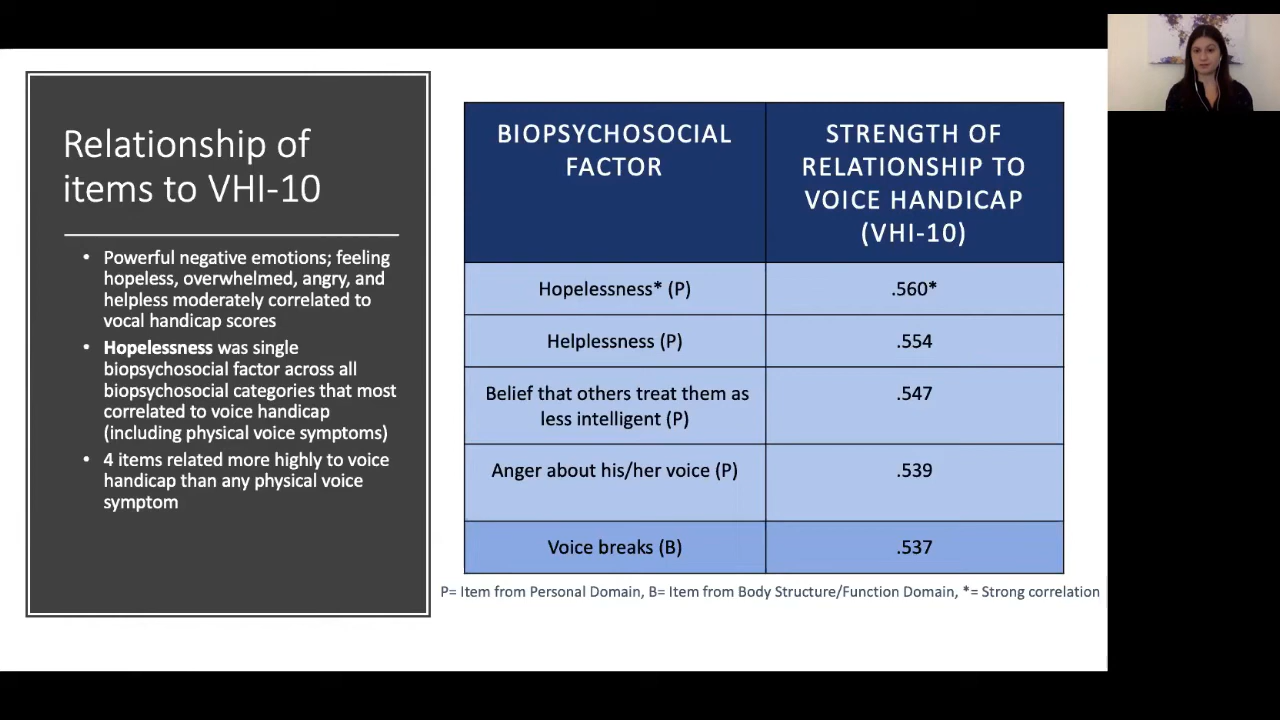 Relationship of
items to VHI-10
• Powerful negative emotions; feeling
hopeless, overwhelmed, angry, and
helpless moderately correlated to
vocal handicap scores
• Hopelessness was single
biopsychosocial factor across all
biopsychosocial categories that most
correlated to voice handicap
(including physical voice symptoms)
• 4 items related more highly to voice
handicap than any physical voice
symptom
BIOPSYCHOSOCIAL
FACTOR
STRENGTH OF
RELATIONSHIP TO
VOICE HANDICAP
(VHI-10)
Hopelessness* (P)
.560*
Helplessness (P)
.554
Belief that others treat them as
less intelligent (P)
.547
Anger about his/her voice (P)
.539
Voice breaks (B)
.537
P= Item from Personal Domain, B= Item from Body Structure/Function Domain, *= Strong correlation